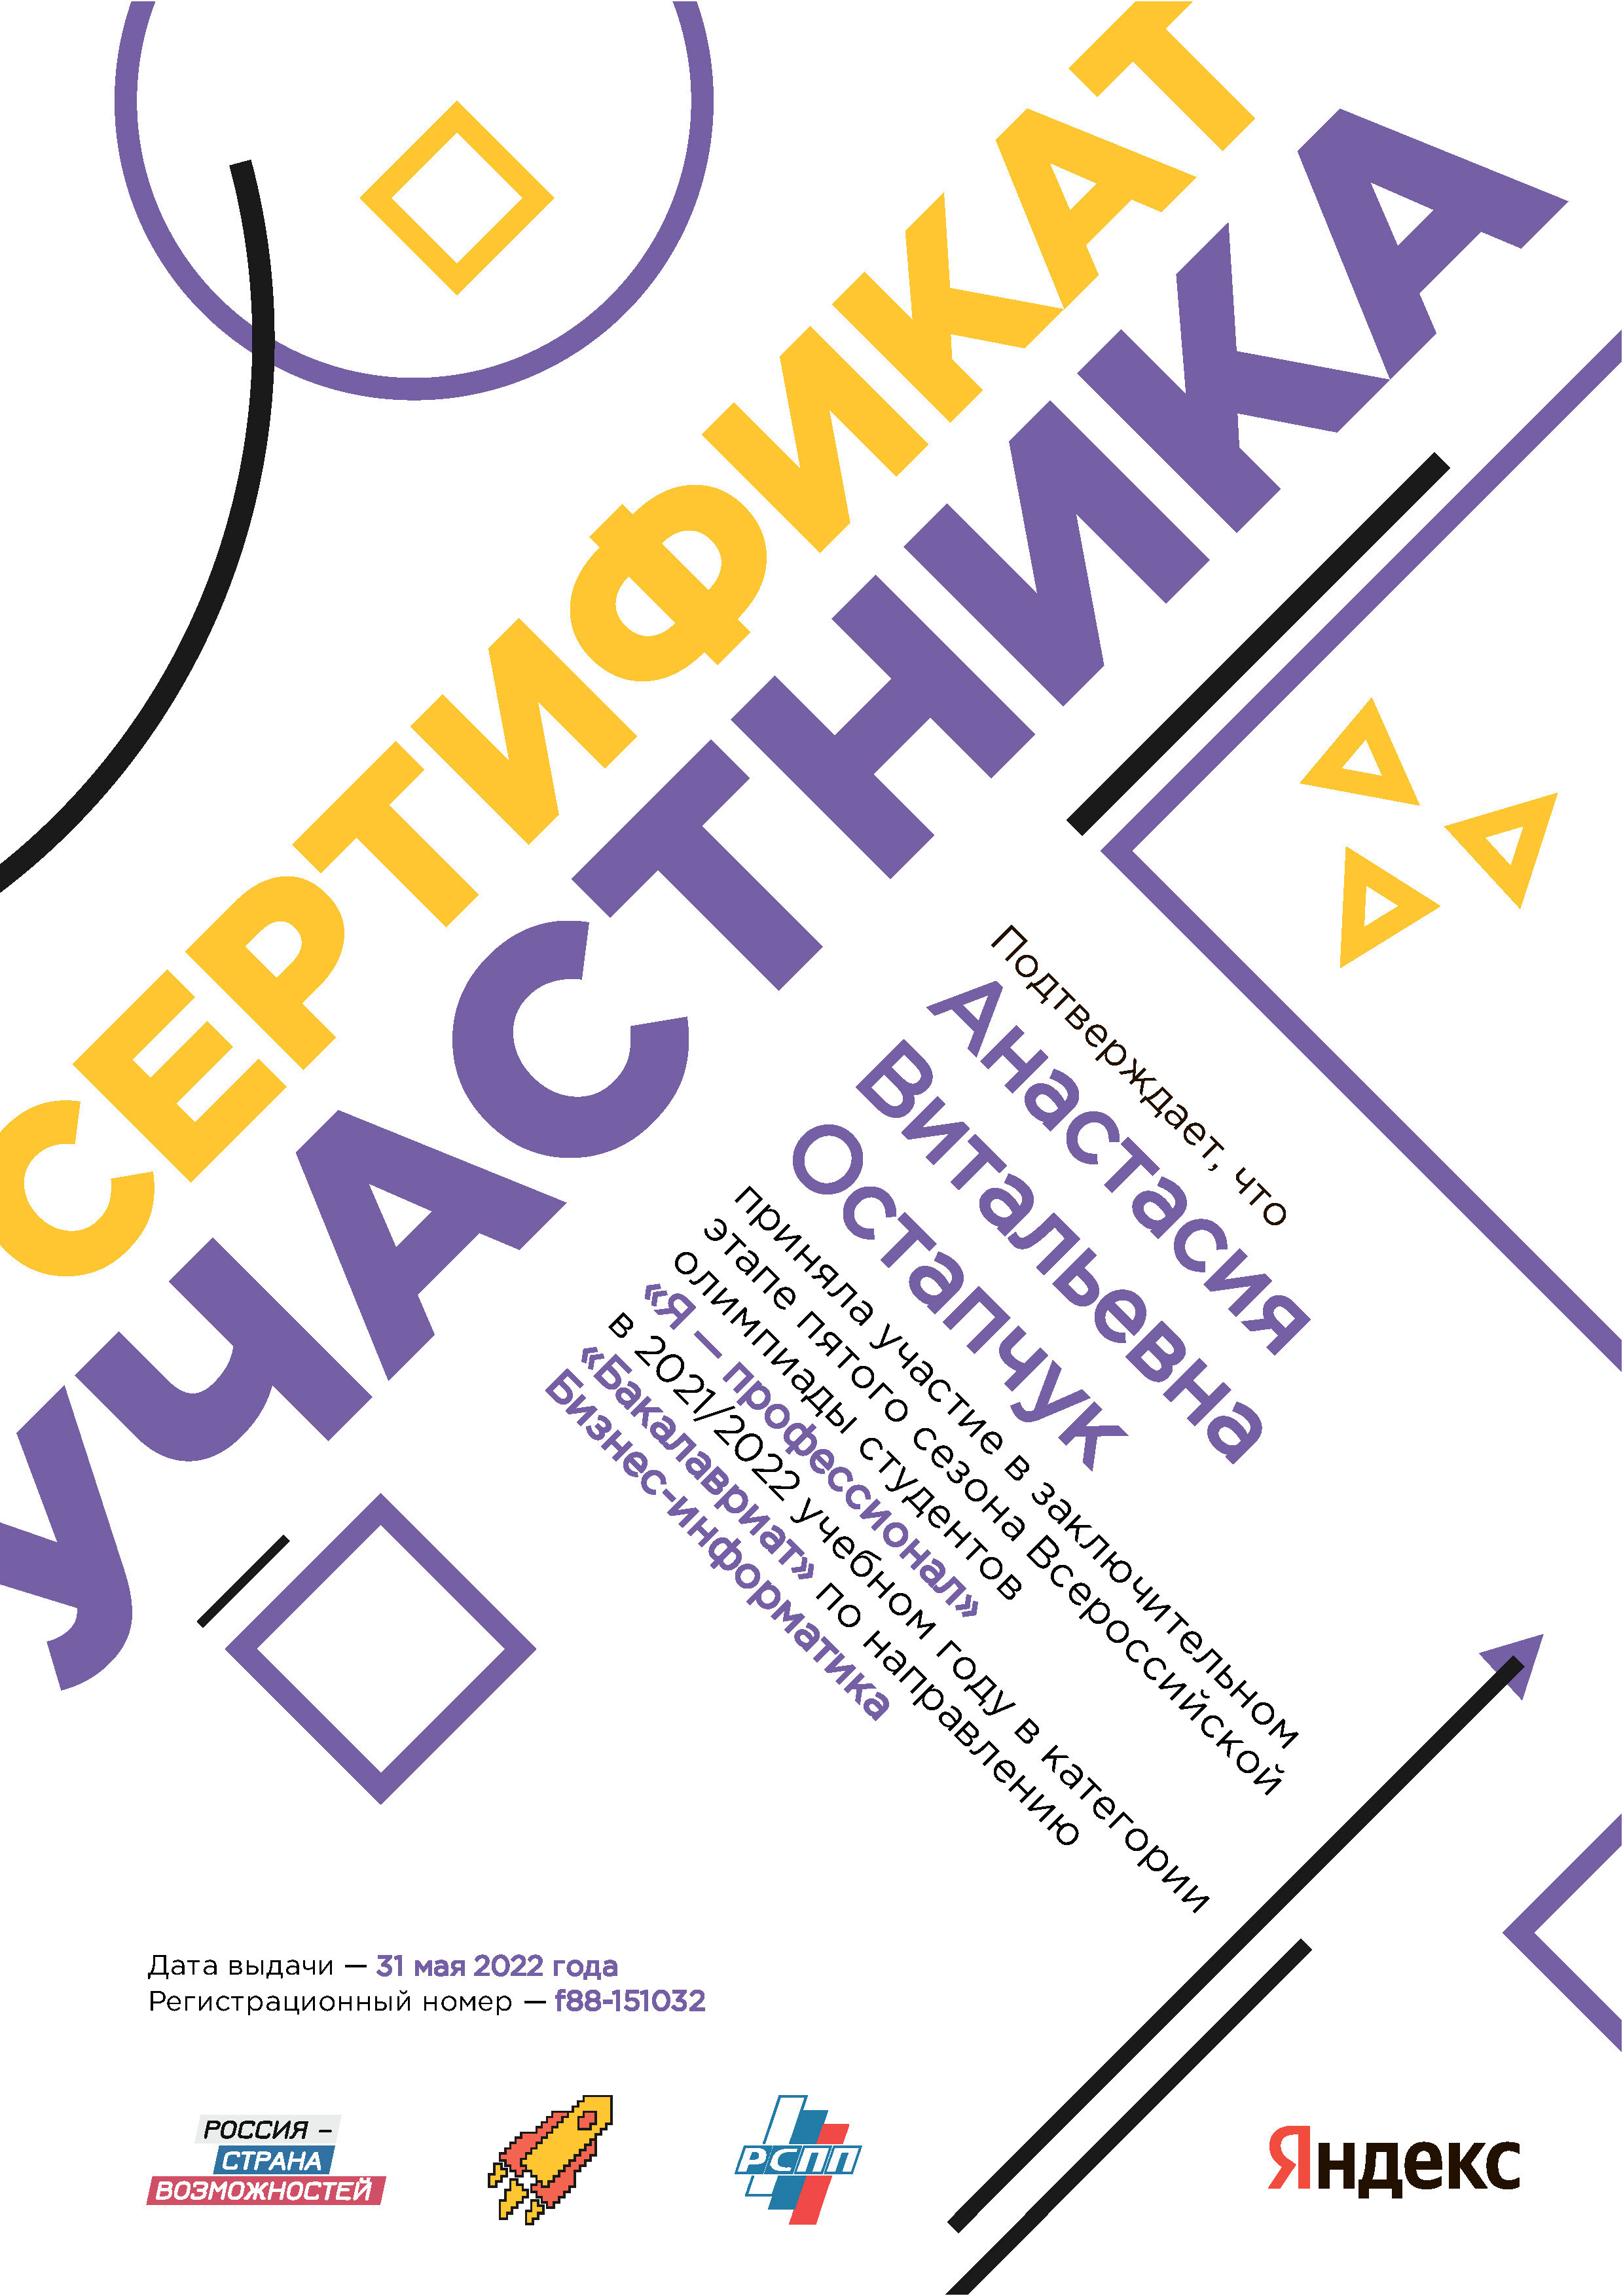 СЕРТИФИКАТ
УЧАСТНИКА
Подтверждает, что
Анастасия
Витальевна
Остапчук
приняла участие в заключительном
этапе пятого сезона Всероссийской
олимпиады студентов
«Я — профессионал»
в 2021/2022 учебном году в категории
«Бакалавриат» по направлению
Бизнес-информатика
Дата выдачи — 31 мая 2022 года
Регистрационный номер — f88-151032
РОССИЯ –
СТРАНА
ВОЗМОЖНОСТЕЙ
РСПП
Яндекс